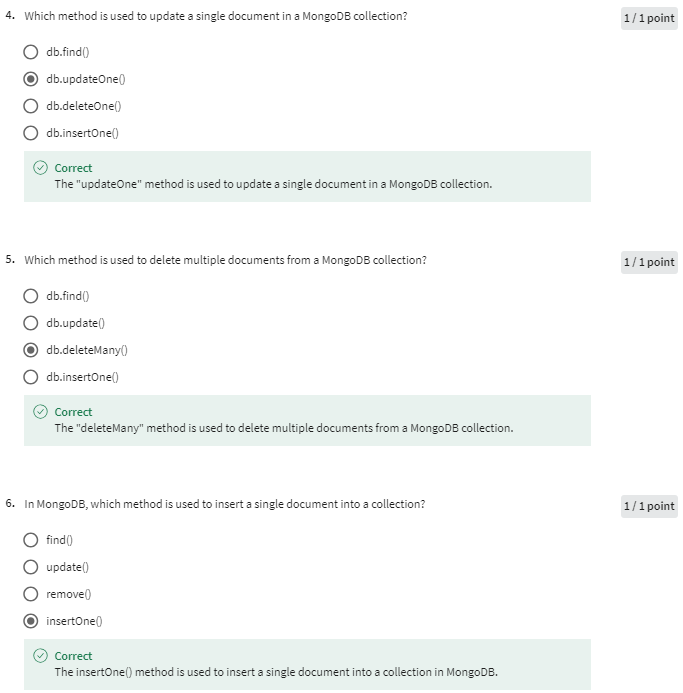 4. Which method is used to update a single document in a MongoDB collection?
1 / 1 point
db.find()
db.updateOne()
db.deleteOne()
db.insertOne()
Correct
The "updateOne" method is used to update a single document in a MongoDB collection.
5. Which method is used to delete multiple documents from a MongoDB collection?
1 / 1 point
db.find()
db.update()
db.deleteMany()
db.insertOne()
Correct
The "deleteMany" method is used to delete multiple documents from a MongoDB collection.
6. In MongoDB, which method is used to insert a single document into a collection?
1 / 1 point
find()
update()
remove()
insertOne()
Correct
The insertOne() method is used to insert a single document into a collection in MongoDB.